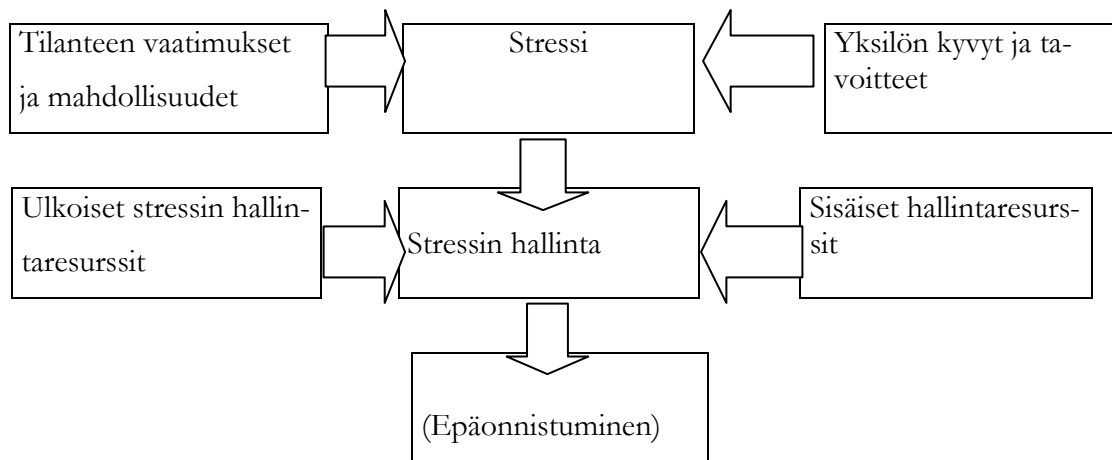 Tilanteen vaatimukset
ja mahdollisuudet
Stressi
Yksilön kyvyt ja ta-
voitteet
Ulkoiset stressin hallin-
taresurssit
Stressin hallinta
Sisäiset hallintaresurs-
sit
(Epäonnistuminen)